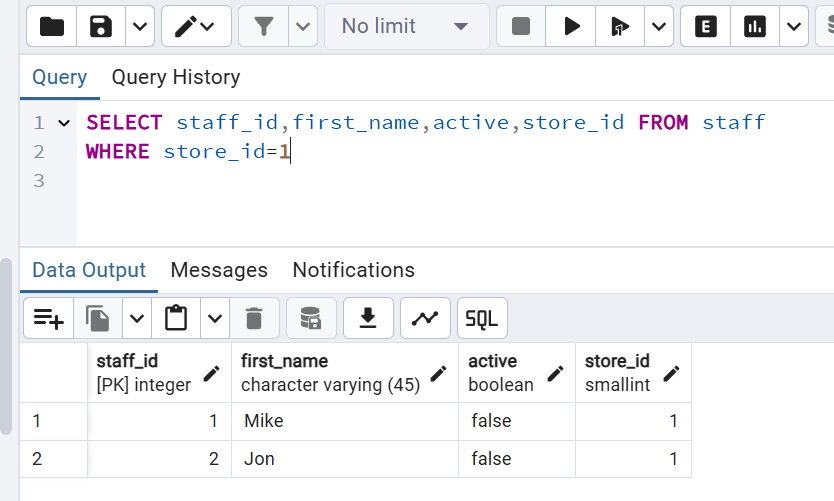 No limit
E
Query Query History
1 SELECT staff_id,first_name,active,store_id FROM staff
2 WHERE store_id=1
3
Data Output Messages Notifications
SQL
staff_id first_name active store_id
[PK] integer character varying (45) boolean smallint
1 1 Mike false 1
2 2 Jon false 1